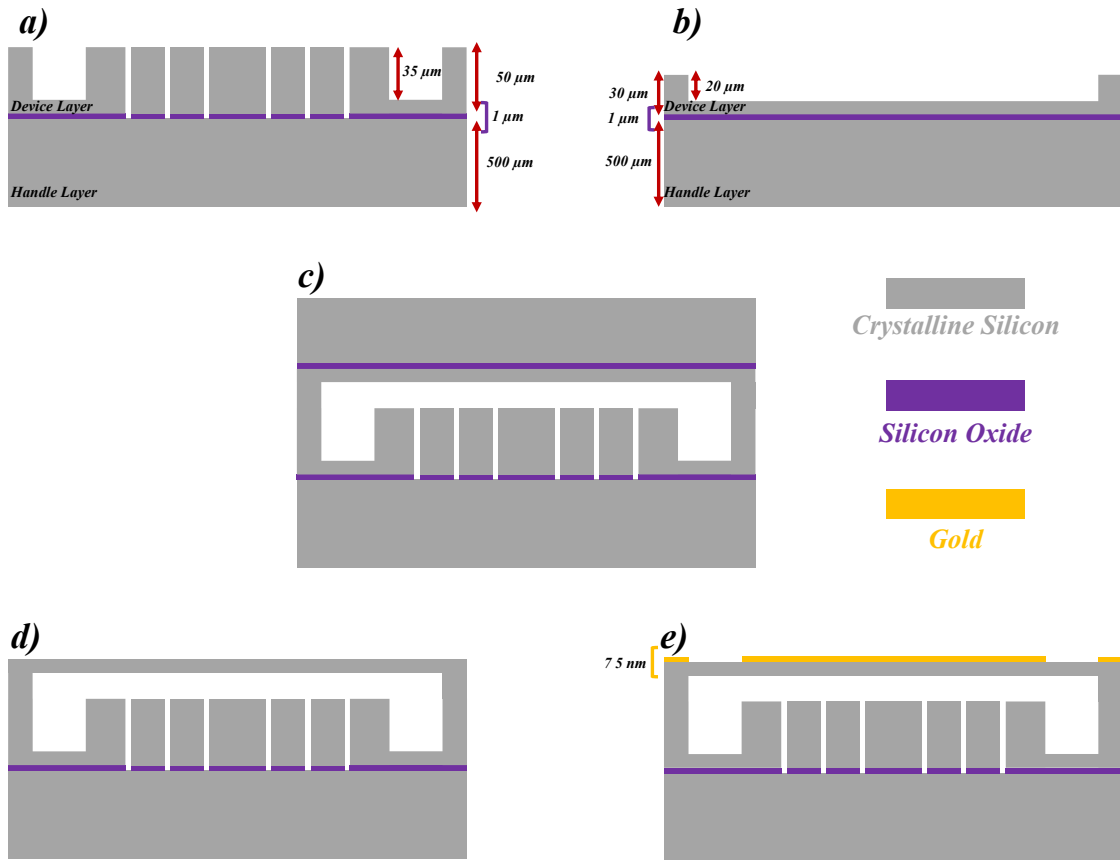 a)
35 μm
50 μm
Device Layer
1 μm
500 μm
Handle Layer
b)
20 μm
30 μm
Device Layer
1 μm
500 μm
Handle Layer
c)
Crystalline Silicon
Silicon Oxide
Gold
d)
e)
7 5 nm